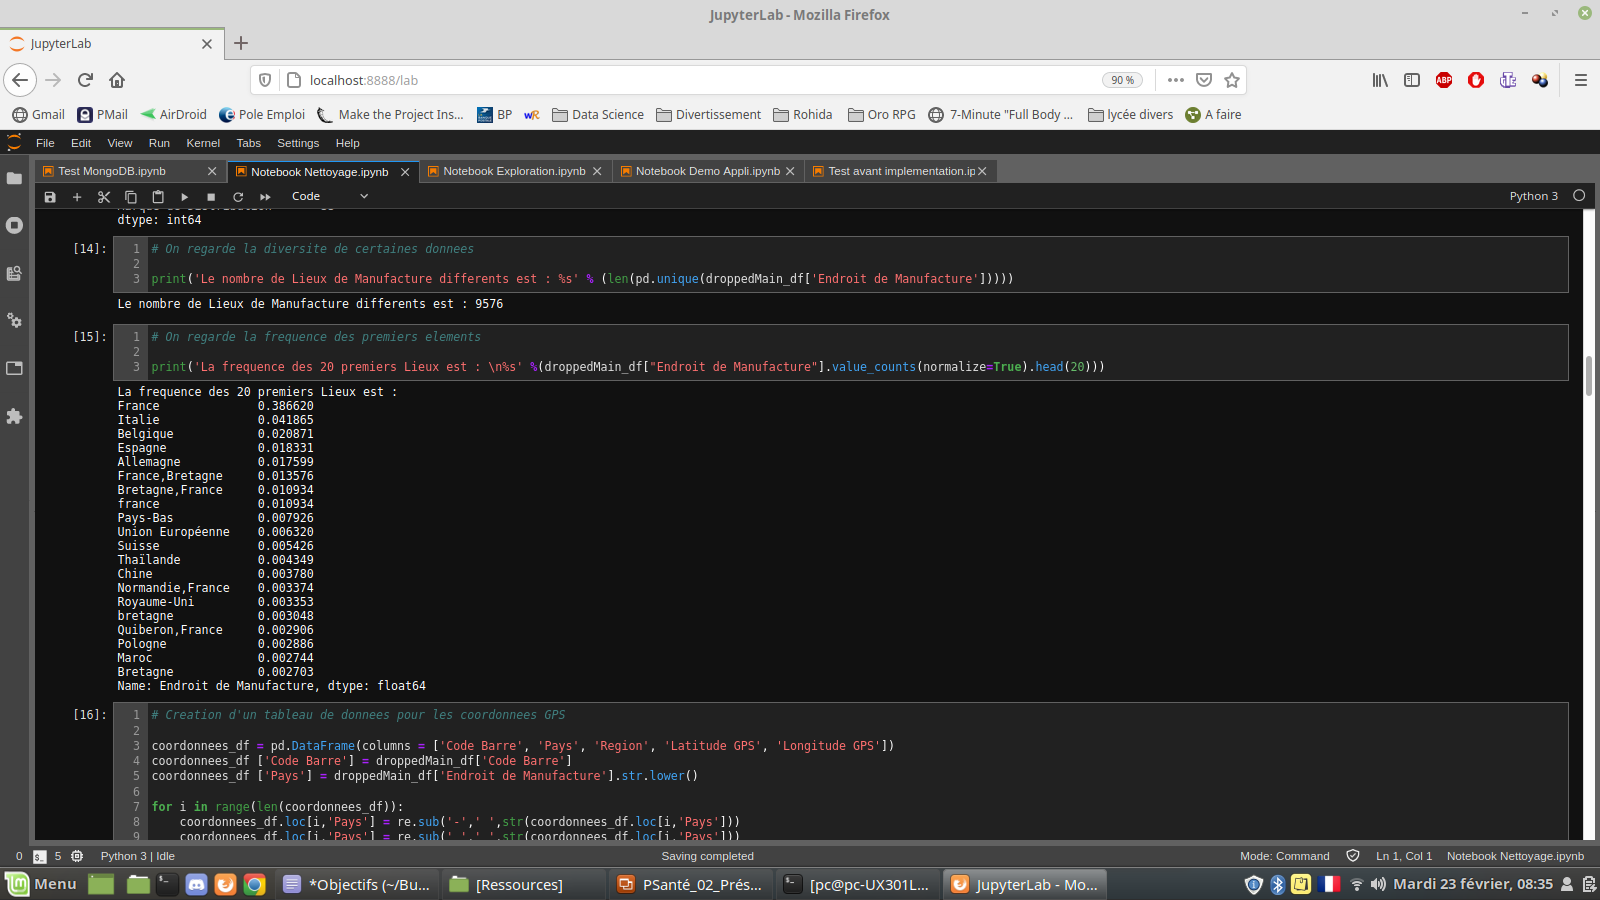 JupyterLab - Mozilla Firefox
JupyterLab
localhost:8888/lab
90 %
ABP
Gmail
PMail
AirDroid
Pole Emploi
Make the Project Ins...
BP
Data Science
Divertissement
Rohida
Oro RPG
7-Minute "Full Body ...
lycée divers
A faire
File Edit View Run Kernel Tabs Settings Help
Test MongoDB.ipynb
Notebook Nettoyage.ipynb
Notebook Exploration.ipynb
Notebook Demo Appli.ipynb
Test avant implementation.ip
Code
Python 3
dtype: int64
[14]:
1 # On regarde la diversite de certaines donnees
2
3 print('Le nombre de Lieux de Manufacture differents est : %s' % (len(pd.unique(droppedMain_df['Endroit de Manufacture']))))
Le nombre de Lieux de Manufacture differents est : 9576
[15]:
1 # On regarde la frequence des premiers elements
2
3 print('La frequence des 20 premiers Lieux est : \n%s' %(droppedMain_df["Endroit de Manufacture"].value_counts(normalize=True).head(20)))
La frequence des 20 premiers Lieux est :
France 0.386620
Italie 0.041865
Belgique 0.020871
Espagne 0.018331
Allemagne 0.017599
France,Bretagne 0.013576
Bretagne,France 0.010934
france 0.010934
Pays-Bas 0.007926
Union Européenne 0.006320
Suisse 0.005426
Thaïlande 0.004349
Chine 0.003780
Normandie,France 0.003374
Royaume-Uni 0.003353
bretagne 0.003048
Quiberon,France 0.002906
Pologne 0.002886
Maroc 0.002744
Bretagne 0.002703
Name: Endroit de Manufacture, dtype: float64
[16]:
1 # Creation d'un tableau de donnees pour les coordonnees GPS
2
3 coordonnees_df = pd.DataFrame(columns = ['Code Barre', 'Pays', 'Region', 'Latitude GPS', 'Longitude GPS'])
4 coordonnees_df ['Code Barre'] = droppedMain_df['Code Barre']
5 coordonnees_df ['Pays'] = droppedMain_df['Endroit de Manufacture'].str.lower()
6
7 for i in range(len(coordonnees_df)):
8 coordonnees_df.loc[i,'Pays'] = re.sub('-',' ',str(coordonnees_df.loc[i,'Pays']))
9 coordonnees_df.loc[i,'Pays'] = re.sub(
0 5 Python 3 | Idle
Saving completed
Mode: Command
Ln 1, Col 1
Notebook Nettoyage.ipynb
Menu
*Objectifs (~/Bu...
[Ressources]
PSanté_02_Prés...
[pc@pc-UX301L...
JupyterLab - Mo...
Mardi 23 février, 08:35